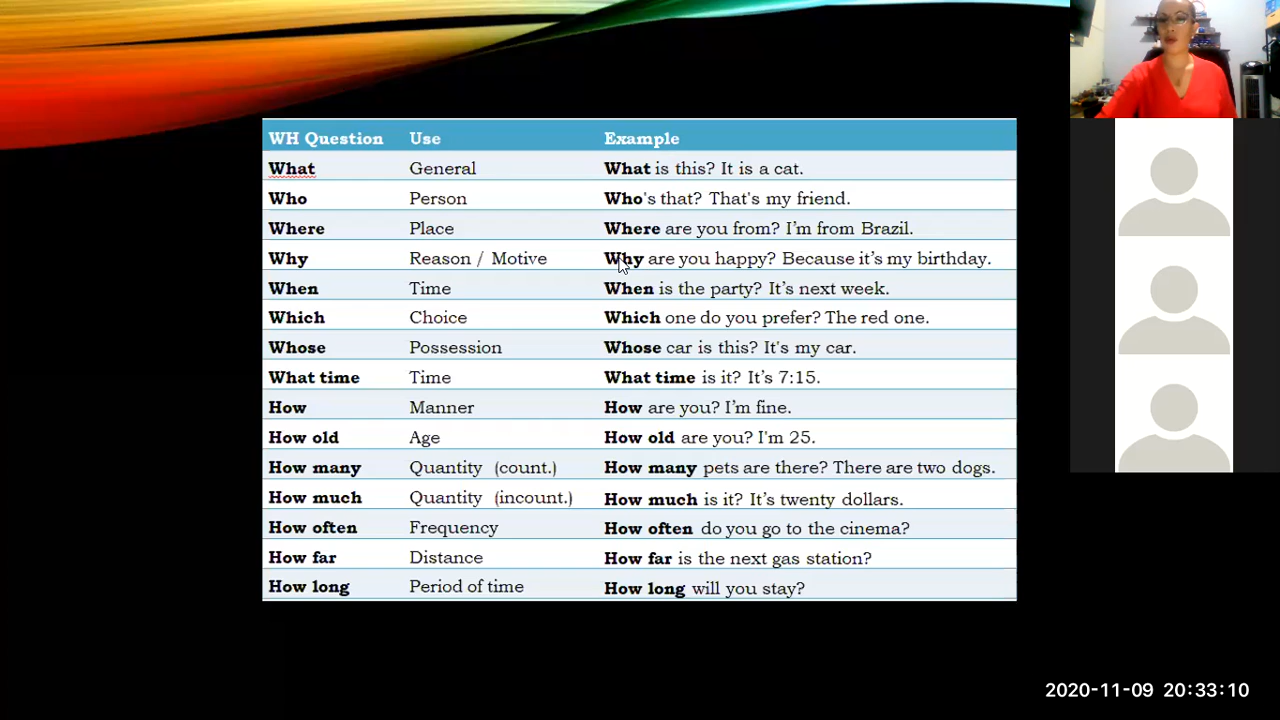 WH Question Use Example
What General What is this? It is a cat.
Who Person Who's that? That's my friend.
Where Place Where are you from? I’m from Brazil.
Why Reason / Motive Why are you happy? Because it’s my birthday.
When Time When is the party? It’s next week.
Which Choice Which one do you prefer? The red one.
Whose Possession Whose car is this? It's my car.
What time Time What time is it? It’s 7:15.
How Manner How are you? I’m fine.
How old Age How old are you? I'm 25.
How many Quantity (count.) How many pets are there? There are two dogs.
How much Quantity (incount.) How much is it? It’s twenty dollars.
How often Frequency How often do you go to the cinema?
How far Distance How far is the next gas station?
How long Period of time How long will you stay?
2020-11-09 20:33:10